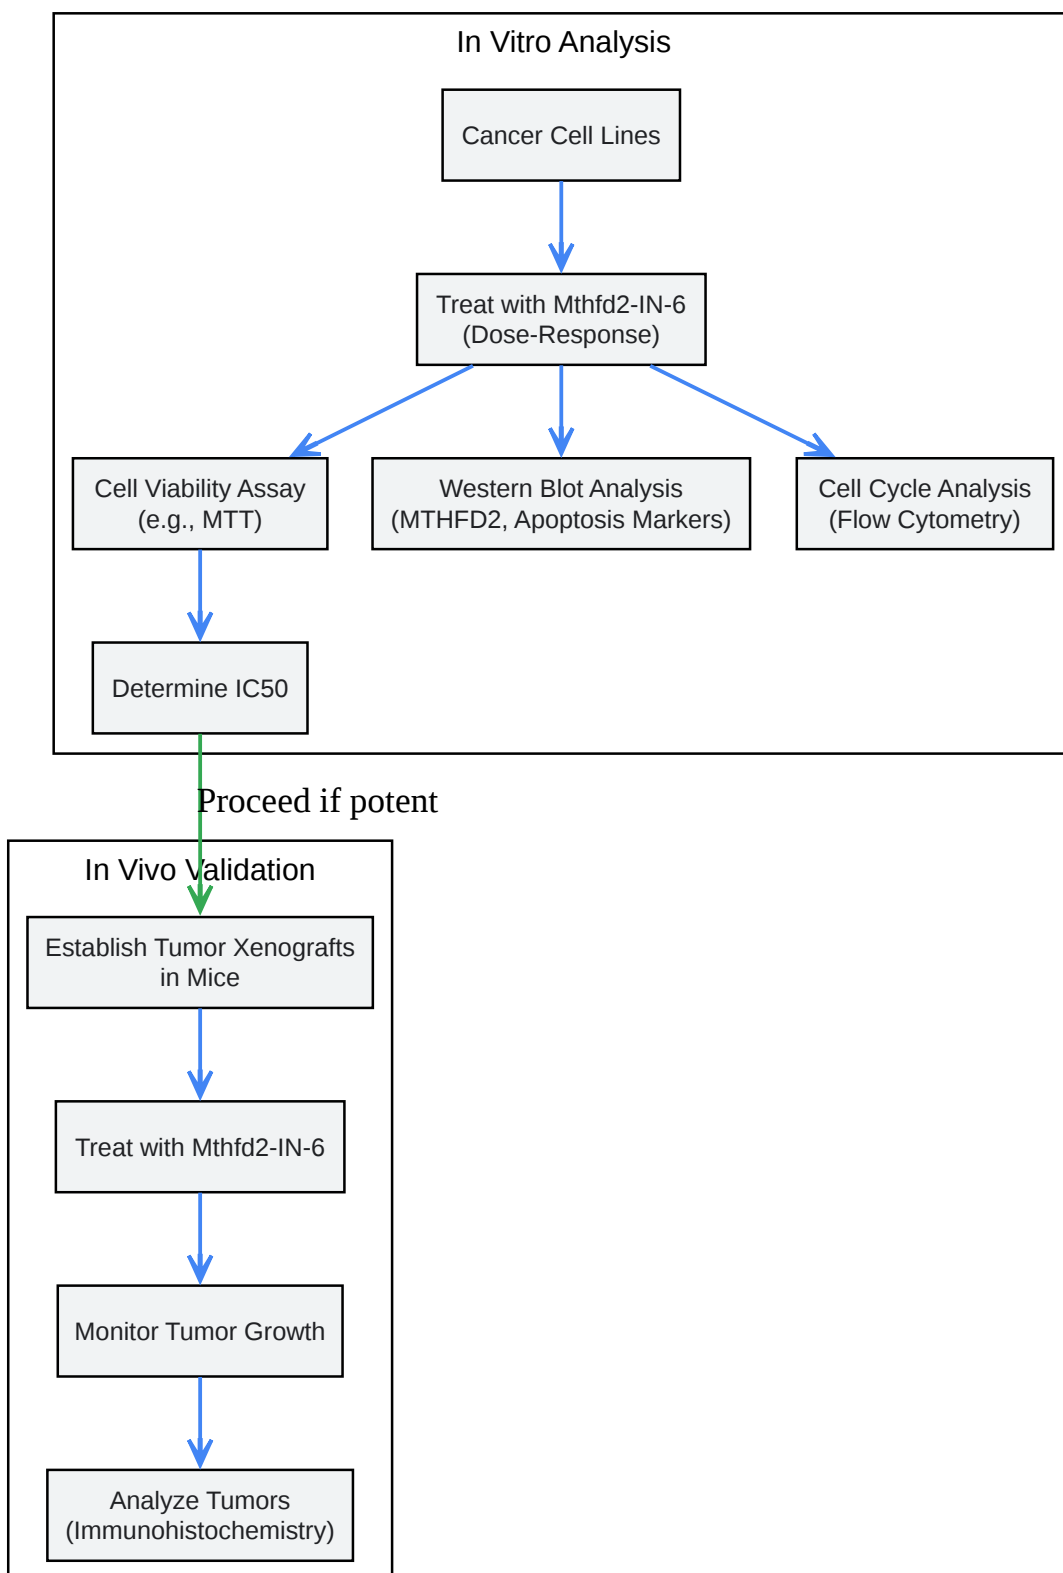 In Vitro Analysis
Cancer Cell Lines
Treat with Mthfd2-IN-6
(Dose-Response)
Cell Viability Assay
(e.g., MTT)
Western Blot Analysis
(MTHFD2, Apoptosis Markers)
Cell Cycle Analysis
(Flow Cytometry)
Determine IC50
Proceed if potent
In Vivo Validation
Establish Tumor Xenografts
in Mice
Treat with Mthfd2-IN-6
Monitor Tumor Growth
Analyze Tumors
(Immunohistochemistry)